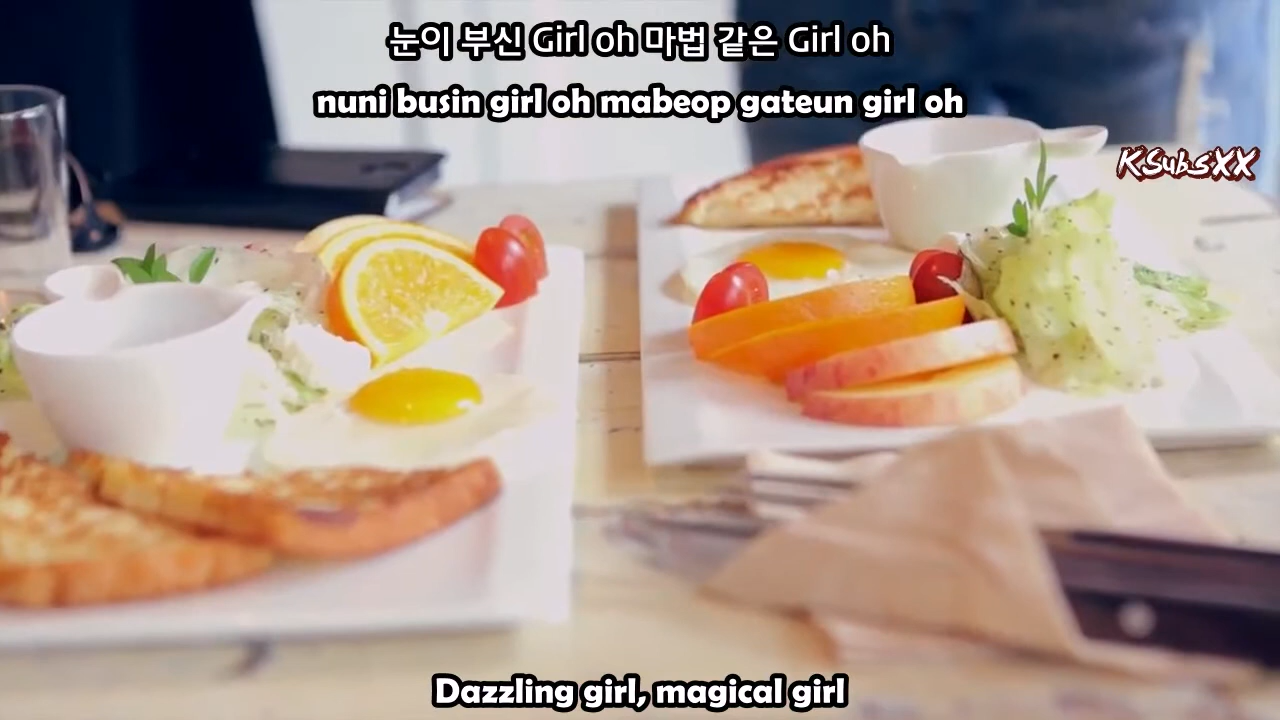 눈이 부신 Girl oh 마법 같은 Girl oh
nuni busin girl oh mabeop gateun girl oh
KSubSXX
Dazzling girl, magical girl